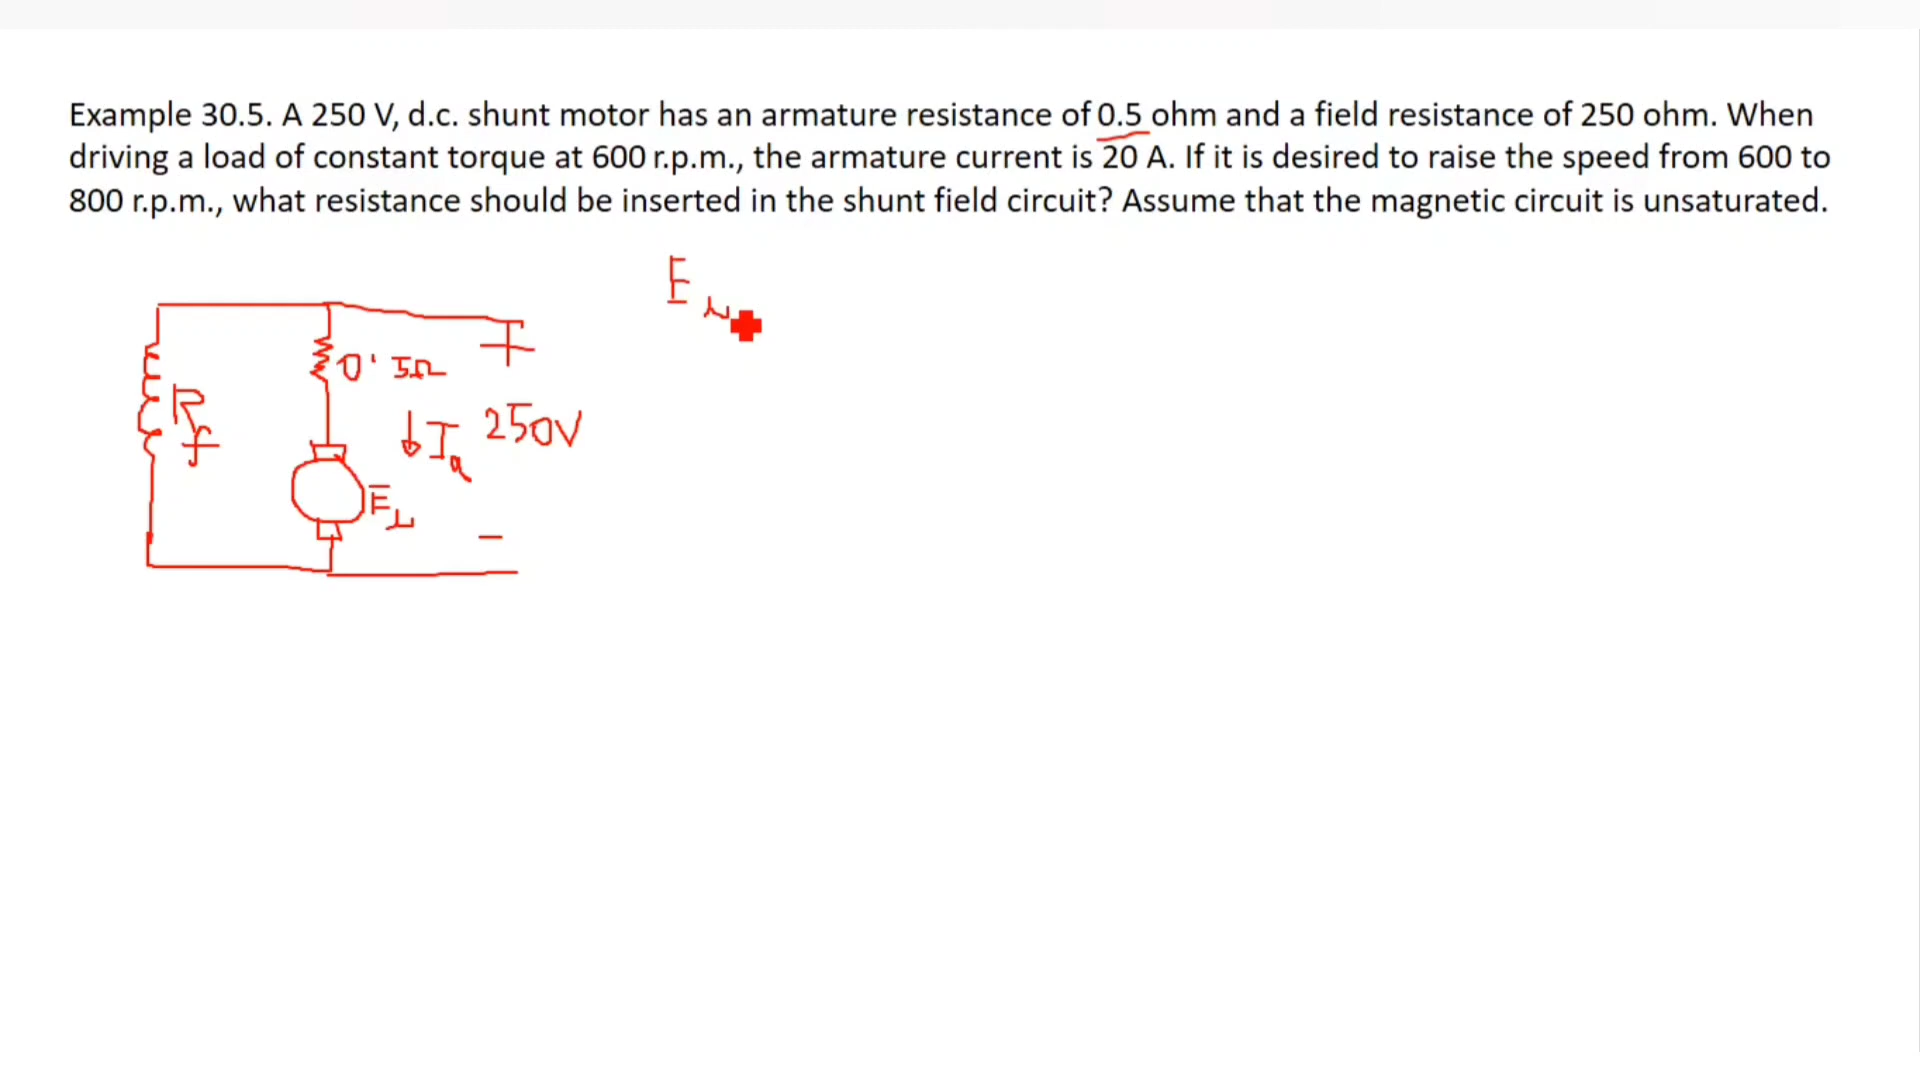 Example 30.5. A 250 V, d.c. shunt motor has an armature resistance of 0.5 ohm and a field resistance of 250 ohm. When
driving a load of constant torque at 600 r.p.m., the armature current is 20 A. If it is desired to raise the speed from 600 to
800 r.p.m., what resistance should be inserted in the shunt field circuit? Assume that the magnetic circuit is unsaturated.
E
+
0.5Ω
Rf
↓Ia 250V
E
−